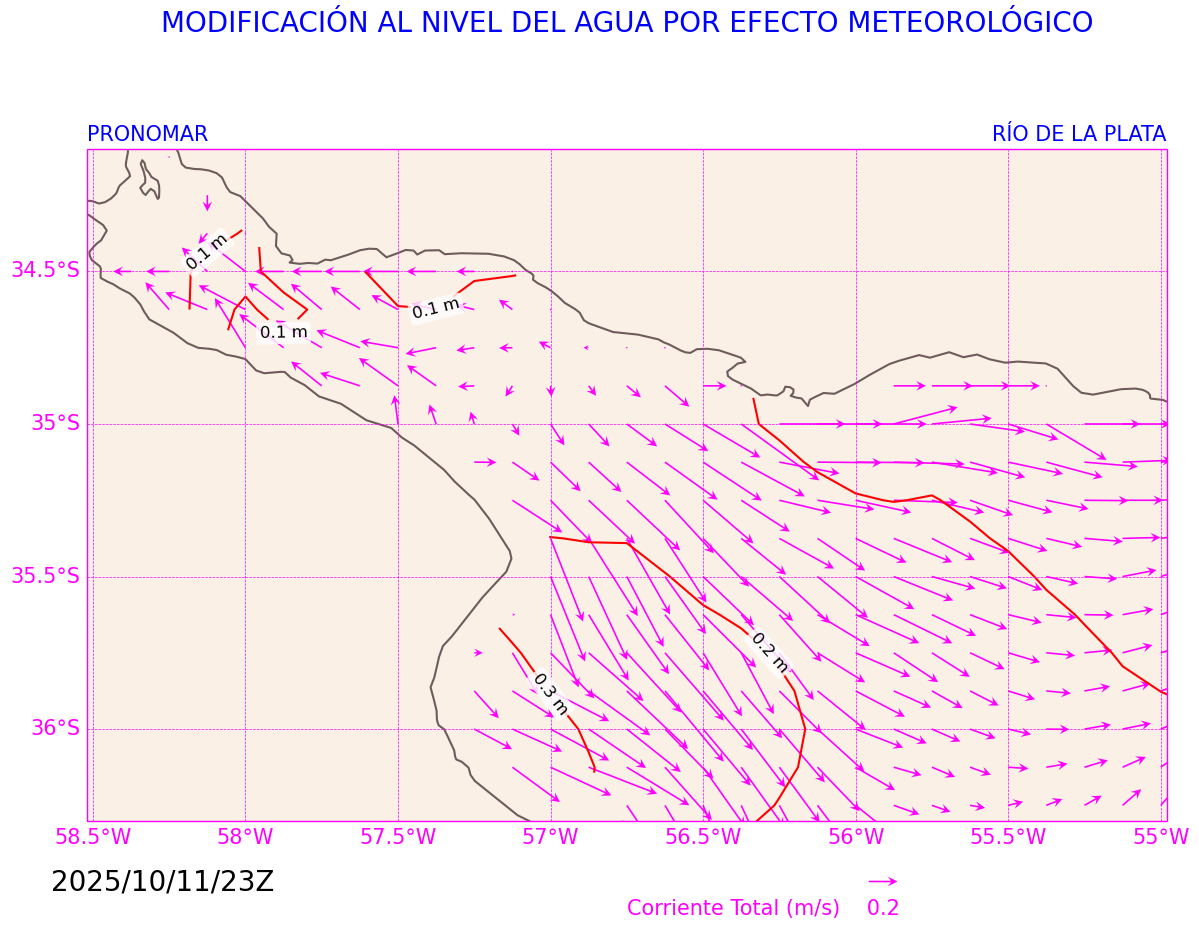 MODIFICACIÓN AL NIVEL DEL AGUA POR EFECTO METEOROLÓGICO
PRONOMAR
RÍO DE LA PLATA
0.1 m
34.5°S
0.1 m
0.1 m
35°S
35.5°S
0.2 m
0.3 m
36°S
58.5°W
58°W
57.5°W
57°W
56.5°W
56°W
55.5°W
55°W
2025/10/11/23Z
Corriente Total (m/s)
0.2